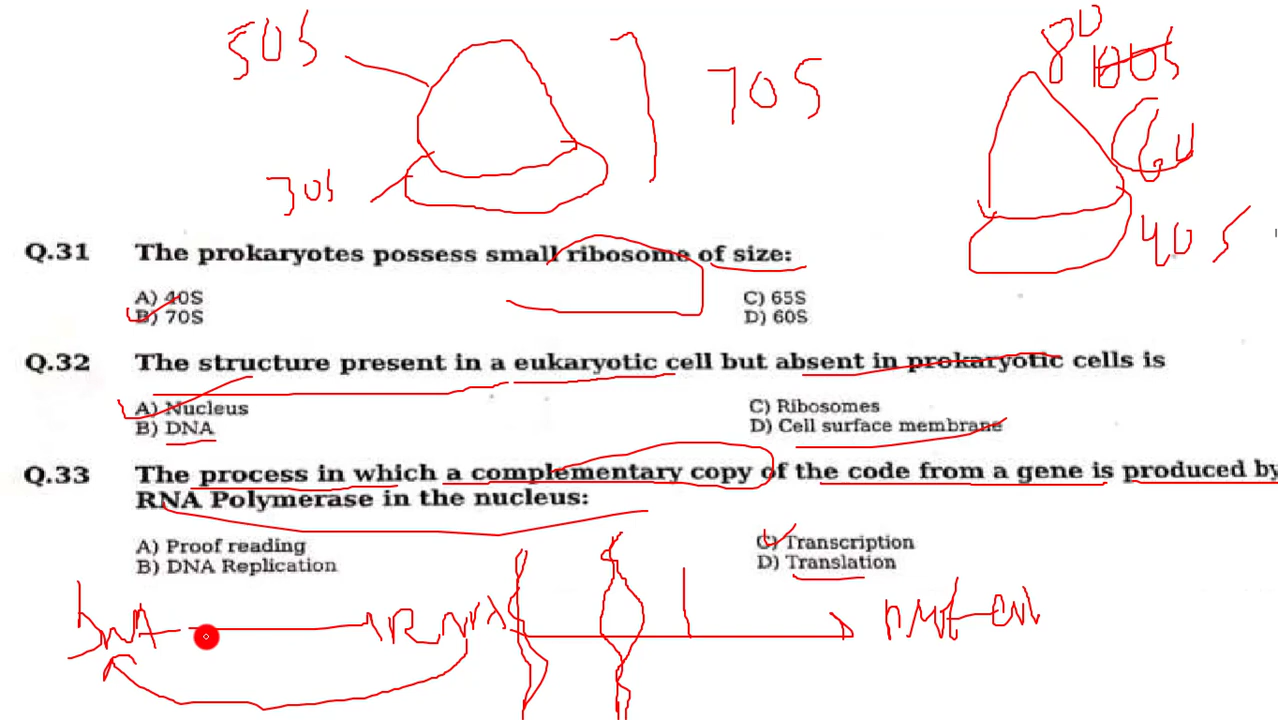 50S
70S
80
100S
60
30S
40S
Q.31 The prokaryotes possess small ribosome of size:
A) 40S
C) 65S
B) 70S
D) 60S
Q.32 The structure present in a eukaryotic cell but absent in prokaryotic cells is
A) Nucleus
C) Ribosomes
B) DNA
D) Cell surface membrane
Q.33 The process in which a complementary copy of the code from a gene is produced by
RNA Polymerase in the nucleus:
A) Proof reading
C) Transcription
B) DNA Replication
D) Translation
DNA